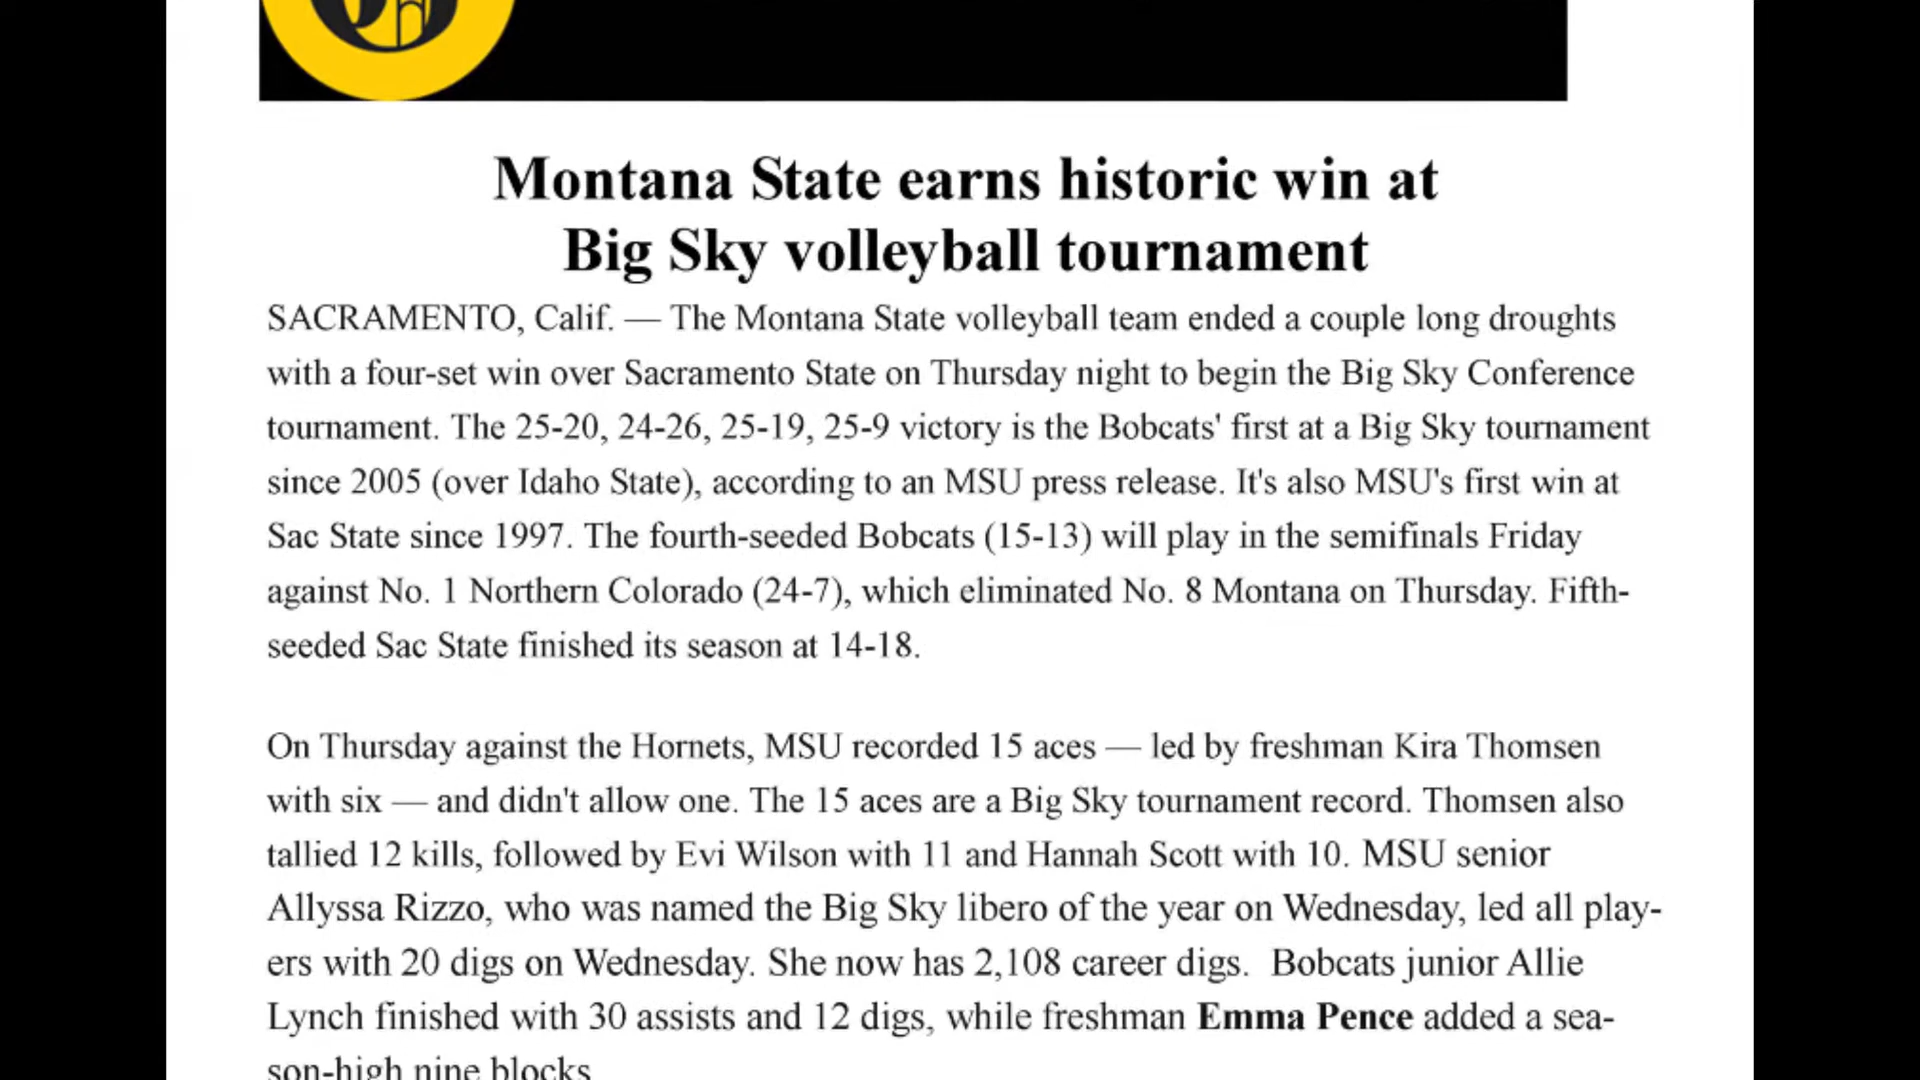 Montana State earns historic win at
Big Sky volleyball tournament
SACRAMENTO, Calif. — The Montana State volleyball team ended a couple long droughts
with a four-set win over Sacramento State on Thursday night to begin the Big Sky Conference
tournament. The 25-20, 24-26, 25-19, 25-9 victory is the Bobcats' first at a Big Sky tournament
since 2005 (over Idaho State), according to an MSU press release. It's also MSU's first win at
Sac State since 1997. The fourth-seeded Bobcats (15-13) will play in the semifinals Friday
against No. 1 Northern Colorado (24-7), which eliminated No. 8 Montana on Thursday. Fifth-
seeded Sac State finished its season at 14-18.
On Thursday against the Hornets, MSU recorded 15 aces — led by freshman Kira Thomsen
with six — and didn't allow one. The 15 aces are a Big Sky tournament record. Thomsen also
tallied 12 kills, followed by Evi Wilson with 11 and Hannah Scott with 10. MSU senior
Allyssa Rizzo, who was named the Big Sky libero of the year on Wednesday, led all play-
ers with 20 digs on Wednesday. She now has 2,108 career digs.  Bobcats junior Allie
Lynch finished with 30 assists and 12 digs, while freshman Emma Pence added a sea-
son-high nine blocks